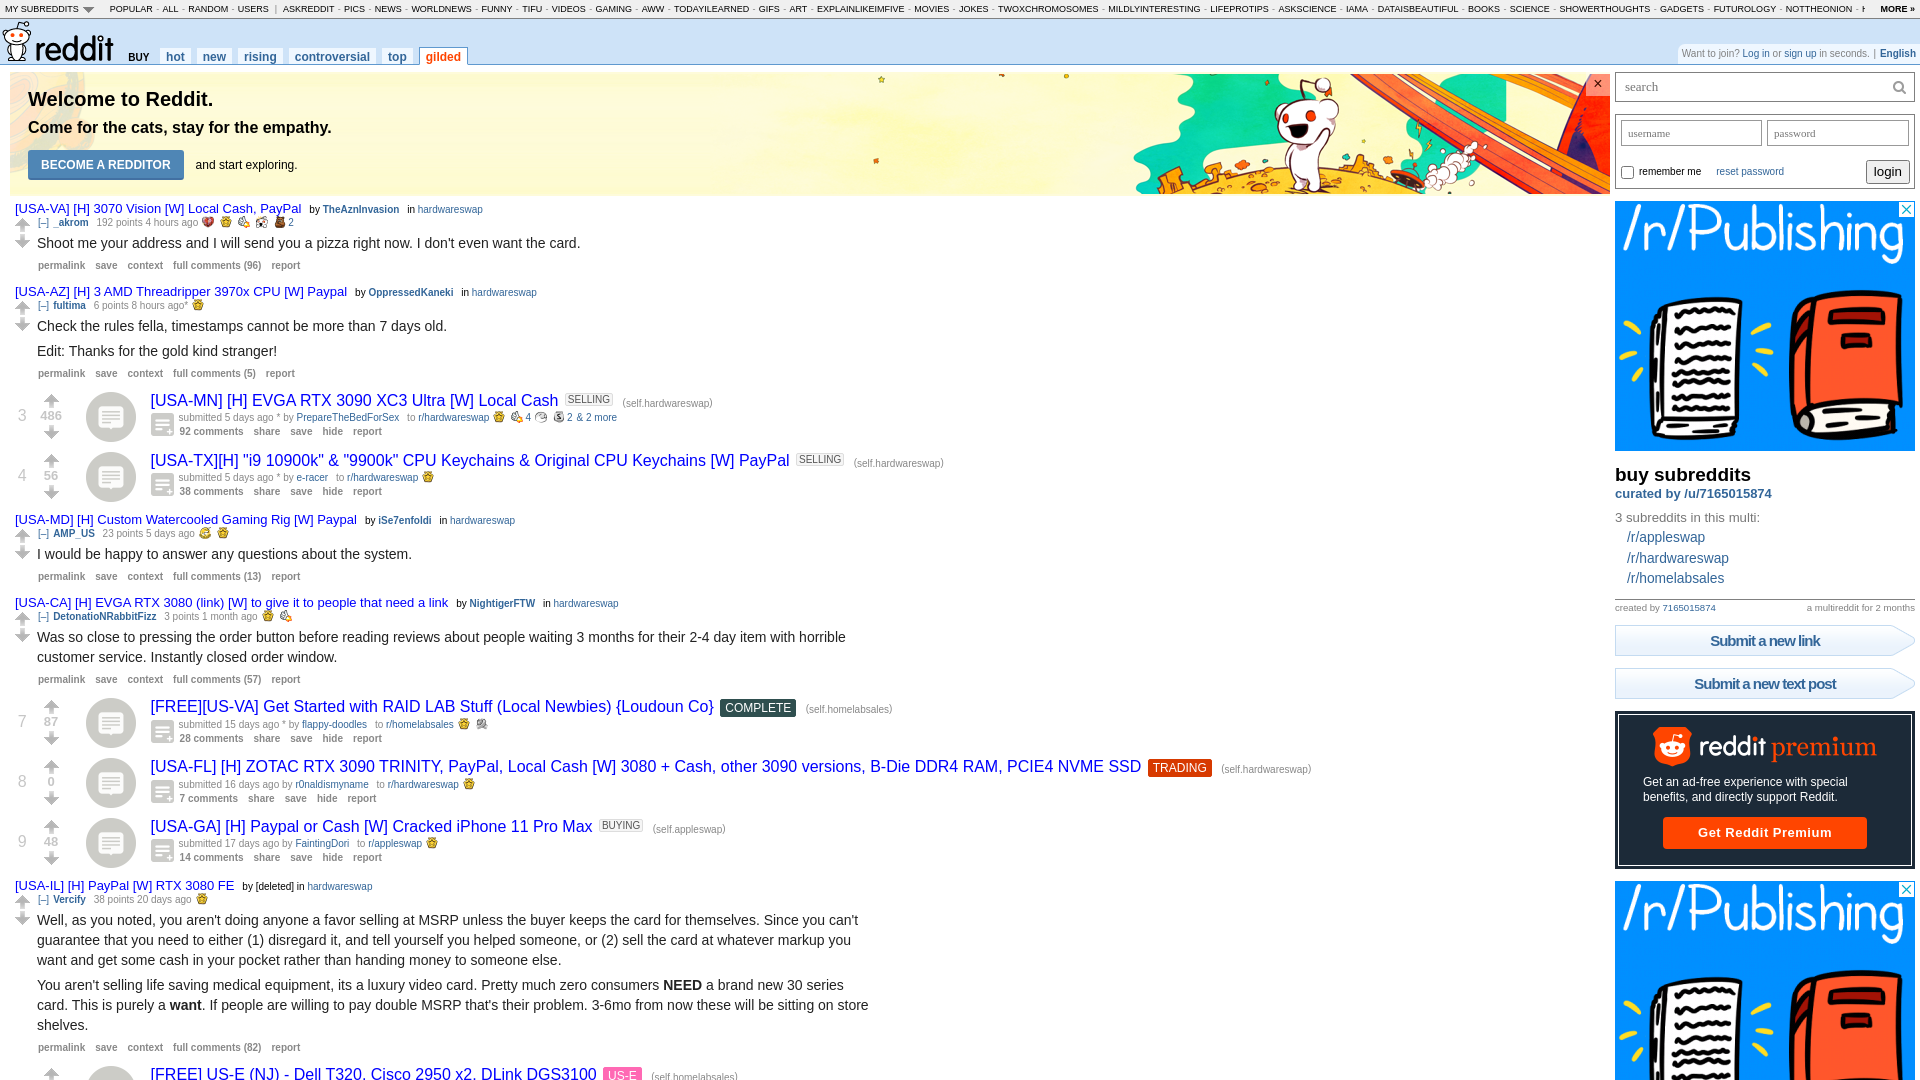 MY SUBREDDITS POPULAR - ALL - RANDOM - USERS | ASKREDDIT - PICS - NEWS - WORLDNEWS - FUNNY - TIFU - VIDEOS - GAMING - AWW - TODAYILEARNED - GIFS - ART - EXPLAINLIKEIMFIVE - MOVIES - JOKES - TWOXCHROMOSOMES - MILDLYINTERESTING - LIFEPROTIPS - ASKSCIENCE - IAMA - DATAISBEAUTIFUL - BOOKS - SCIENCE - SHOWERTHOUGHTS - GADGETS - FUTUROLOGY - NOTTHEONION - MORE »
reddit BUY hot new rising controversial top gilded
Want to join? Log in or sign up in seconds. | English
Welcome to Reddit.
Come for the cats, stay for the empathy.
BECOME A REDDITOR and start exploring.
×
[USA-VA] [H] 3070 Vision [W] Local Cash, PayPal by TheAznInvasion in hardwareswap
[–] _akrom 192 points 4 hours ago 2
Shoot me your address and I will send you a pizza right now. I don't even want the card.
permalink save context full comments (96) report
[USA-AZ] [H] 3 AMD Threadripper 3970x CPU [W] Paypal by OppressedKaneki in hardwareswap
[–] fultima 6 points 8 hours ago*
Check the rules fella, timestamps cannot be more than 7 days old.
Edit: Thanks for the gold kind stranger!
permalink save context full comments (5) report
3
486
[USA-MN] [H] EVGA RTX 3090 XC3 Ultra [W] Local Cash SELLING (self.hardwareswap)
submitted 5 days ago * by PrepareTheBedForSex to r/hardwareswap 4 2 & 2 more
92 comments share save hide report
4
56
[USA-TX][H] "i9 10900k" & "9900k" CPU Keychains & Original CPU Keychains [W] PayPal SELLING (self.hardwareswap)
submitted 5 days ago * by e-racer to r/hardwareswap
38 comments share save hide report
[USA-MD] [H] Custom Watercooled Gaming Rig [W] Paypal by iSe7enfoldi in hardwareswap
[–] AMP_US 23 points 5 days ago
I would be happy to answer any questions about the system.
permalink save context full comments (13) report
[USA-CA] [H] EVGA RTX 3080 (link) [W] to give it to people that need a link by NightigerFTW in hardwareswap
[–] DetonatioNRabbitFizz 3 points 1 month ago
Was so close to pressing the order button before reading reviews about people waiting 3 months for their 2-4 day item with horrible
customer service. Instantly closed order window.
permalink save context full comments (57) report
7
87
[FREE][US-VA] Get Started with RAID LAB Stuff (Local Newbies) {Loudoun Co} COMPLETE (self.homelabsales)
submitted 15 days ago * by flappy-doodles to r/homelabsales
28 comments share save hide report
8
0
[USA-FL] [H] ZOTAC RTX 3090 TRINITY, PayPal, Local Cash [W] 3080 + Cash, other 3090 versions, B-Die DDR4 RAM, PCIE4 NVME SSD TRADING (self.hardwareswap)
submitted 16 days ago by r0naldismyname to r/hardwareswap
7 comments share save hide report
9
48
[USA-GA] [H] Paypal or Cash [W] Cracked iPhone 11 Pro Max BUYING (self.appleswap)
submitted 17 days ago by FaintingDori to r/appleswap
14 comments share save hide report
[USA-IL] [H] PayPal [W] RTX 3080 FE by [deleted] in hardwareswap
[–] Vercify 38 points 20 days ago
Well, as you noted, you aren't doing anyone a favor selling at MSRP unless the buyer keeps the card for themselves. Since you can't
guarantee that you need to either (1) disregard it, and tell yourself you helped someone, or (2) sell the card at whatever markup you
want and get some cash in your pocket rather than handing money to someone else.
You aren't selling life saving medical equipment, its a luxury video card. Pretty much zero consumers NEED a brand new 30 series
card. This is purely a want. If people are willing to pay double MSRP that's their problem. 3-6mo from now these will be sitting on store
shelves.
permalink save context full comments (82) report
[FREE] US-E (NJ) - Dell T320, Cisco 2950 x2, DLink DGS3100 US-E (self.homelabsales)
search
username password
remember me reset password login
/r/Publishing
buy subreddits
curated by /u/7165015874
3 subreddits in this multi:
/r/appleswap
/r/hardwareswap
/r/homelabsales
created by 7165015874 a multireddit for 2 months
Submit a new link
Submit a new text post
reddit premium
Get an ad-free experience with special
benefits, and directly support Reddit.
Get Reddit Premium
/r/Publishing